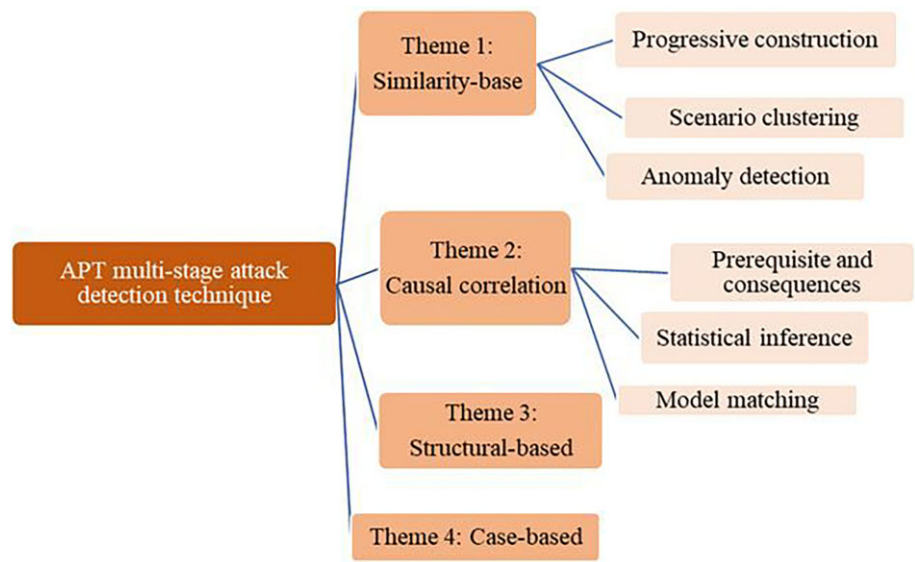 APT multi-stage attack
detection technique
Theme 1:
Similarity-base
Progressive construction
Scenario clustering
Anomaly detection
Theme 2:
Causal correlation
Prerequisite and
consequences
Statistical inference
Model matching
Theme 3:
Structural-based
Theme 4: Case-based